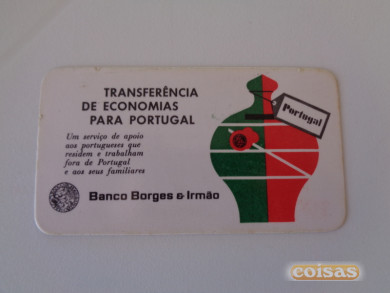 TRANSFERÊNCIA
DE ECONOMIAS
PARA PORTUGAL
Um serviço de apoio
aos portugueses que
residem e trabalham
fora de Portugal
e aos seus familiares
Banco Borges & Irmão
Portugal
coisas